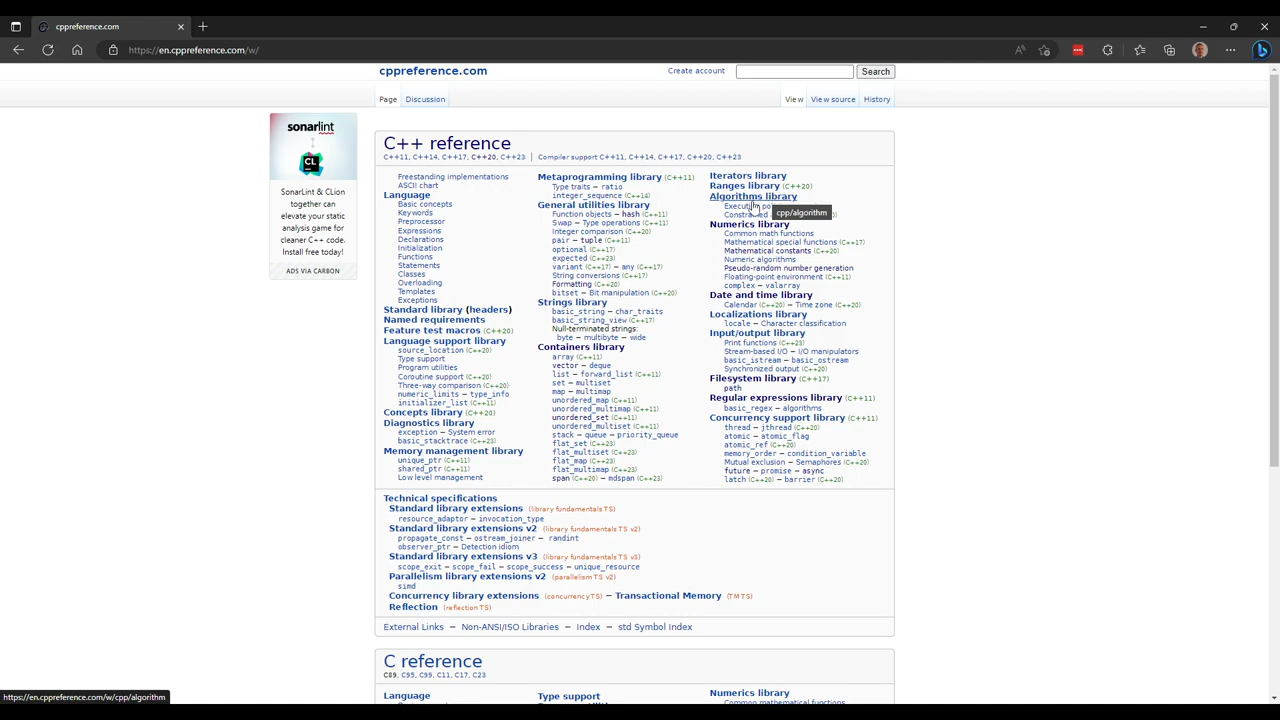 cppreference.com
https://en.cppreference.com/w/
cppreference.com
Create account
Search
Page
Discussion
View
View source
History
sonarlint
CL
SonarLint & CLion
together can
elevate your static
analysis game for
cleaner C++ code.
Install free today!
ADS VIA CARBON
C++ reference
C++11, C++14, C++17, C++20, C++23 | Compiler support C++11, C++14, C++17, C++20, C++23
Freestanding implementations
ASCII chart
Language
Basic concepts
Keywords
Preprocessor
Expressions
Declarations
Initialization
Functions
Statements
Classes
Overloading
Templates
Exceptions
Standard library (headers)
Named requirements
Feature test macros (C++20)
Language support library
source_location (C++20)
Type support
Program utilities
Coroutine support (C++20)
Three-way comparison (C++20)
numeric_limits − type_info
initializer_list (C++11)
Concepts library (C++20)
Diagnostics library
exception − System error
basic_stacktrace (C++23)
Memory management library
unique_ptr (C++11)
shared_ptr (C++11)
Low level management
Metaprogramming library (C++11)
Type traits − ratio
integer_sequence (C++14)
General utilities library
Function objects − hash (C++11)
Swap − Type operations (C++11)
Integer comparison (C++20)
pair − tuple (C++11)
optional (C++17)
expected (C++23)
variant (C++17) − any (C++17)
String conversions (C++17)
Formatting (C++20)
bitset − Bit manipulation (C++20)
Strings library
basic_string − char_traits
basic_string_view (C++17)
Null-terminated strings:
byte − multibyte − wide
Containers library
array (C++11)
vector − deque
list − forward_list (C++11)
set − multiset
map − multimap
unordered_map (C++11)
unordered_multimap (C++11)
unordered_set (C++11)
unordered_multiset (C++11)
stack − queue − priority_queue
flat_set (C++23)
flat_multiset (C++23)
flat_map (C++23)
flat_multimap (C++23)
span (C++20) − mdspan (C++23)
Iterators library
Ranges library (C++20)
Algorithms library
Constrained
cpp/algorithm
Numerics library
Common math functions
Mathematical special functions (C++17)
Mathematical constants (C++20)
Numeric algorithms
Pseudo-random number generation
Floating-point environment (C++11)
complex − valarray
Date and time library
Calendar (C++20) − Time zone (C++20)
Localizations library
locale − Character classification
Input/output library
Print functions (C++23)
Stream-based I/O − I/O manipulators
basic_istream − basic_ostream
Synchronized output (C++20)
Filesystem library (C++17)
path
Regular expressions library (C++11)
basic_regex − algorithms
Concurrency support library (C++11)
thread − jthread (C++20)
atomic − atomic_flag
atomic_ref (C++20)
memory_order − condition_variable
Mutual exclusion − Semaphores (C++20)
future − promise − async
latch (C++20) − barrier (C++20)
Technical specifications
Standard library extensions (library fundamentals TS)
resource_adaptor − invocation_type
Standard library extensions v2 (library fundamentals TS v2)
propagate_const − ostream_joiner − randint
observer_ptr − Detection idiom
Standard library extensions v3 (library fundamentals TS v3)
scope_exit − scope_fail − scope_success − unique_resource
Parallelism library extensions v2 (parallelism TS v2)
simd
Concurrency library extensions (concurrency TS) − Transactional Memory (TM TS)
Reflection (reflection TS)
External Links − Non-ANSI/ISO Libraries − Index − std Symbol Index
C reference
C89, C95, C99, C11, C17, C23
Language
Type support
Numerics library
Common mathematical functions
https://en.cppreference.com/w/cpp/algorithm